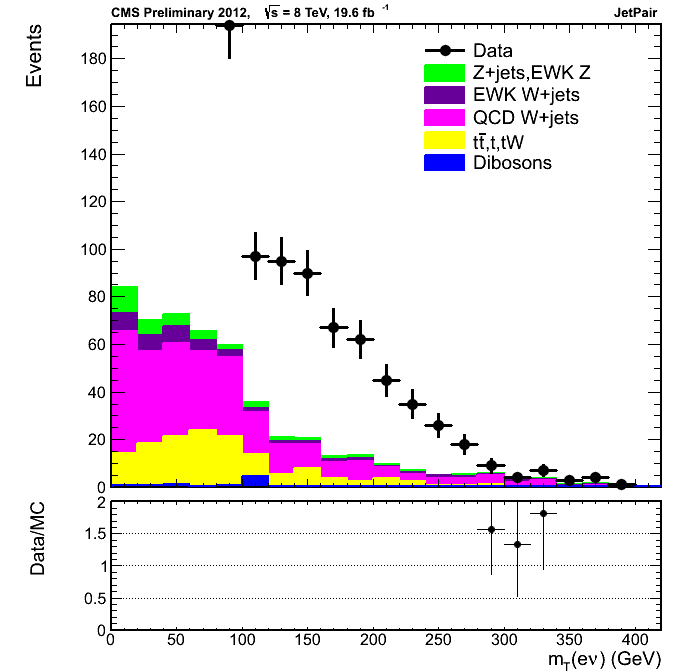 CMS Preliminary 2012, √s = 8 TeV, 19.6 fb⁻¹ JetPair
Events
Data
Z+jets,EWK Z
EWK W+jets
QCD W+jets
tt̅,t,tW
Dibosons
180
160
140
120
100
80
60
40
20
0
Data/MC
2
1.5
1
0.5
0
0 50 100 150 200 250 300 350 400
m_T(eν) (GeV)